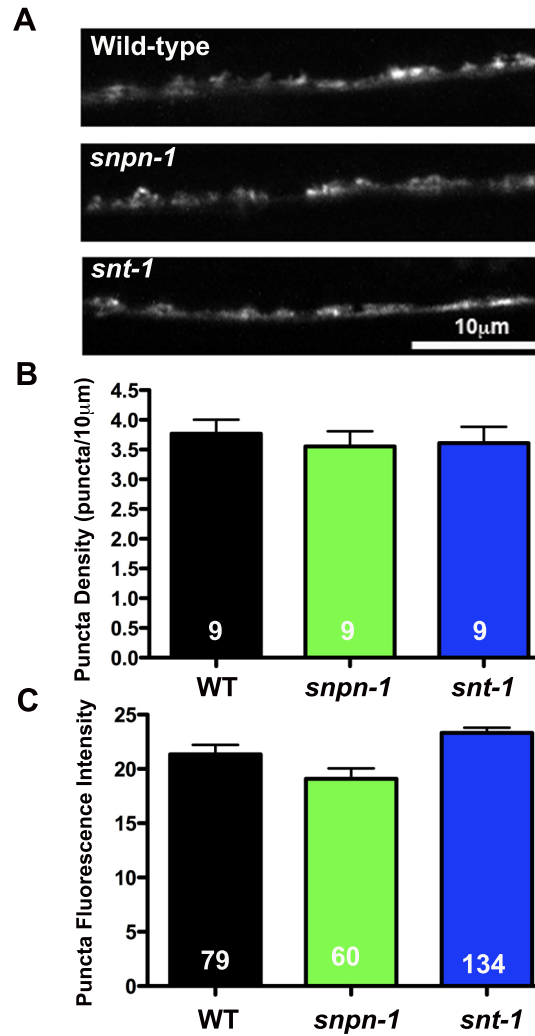 A
Wild-type
snpn-1
snt-1
10μm
B
Puncta Density (puncta/10μm)
4.5
4.0
3.5
3.0
2.5
2.0
1.5
1.0
0.5
0.0
9
9
9
WT
snpn-1
snt-1
C
Puncta Fluorescence Intensity
25
20
15
10
5
0
79
60
134
WT
snpn-1
snt-1